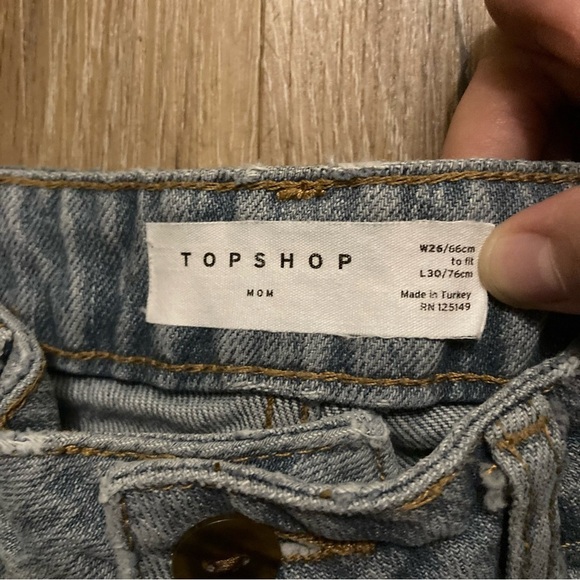 TOPSHOP
MOM
W26/66cm
to fit
L30/76cm
Made in Turkey
RN 125149